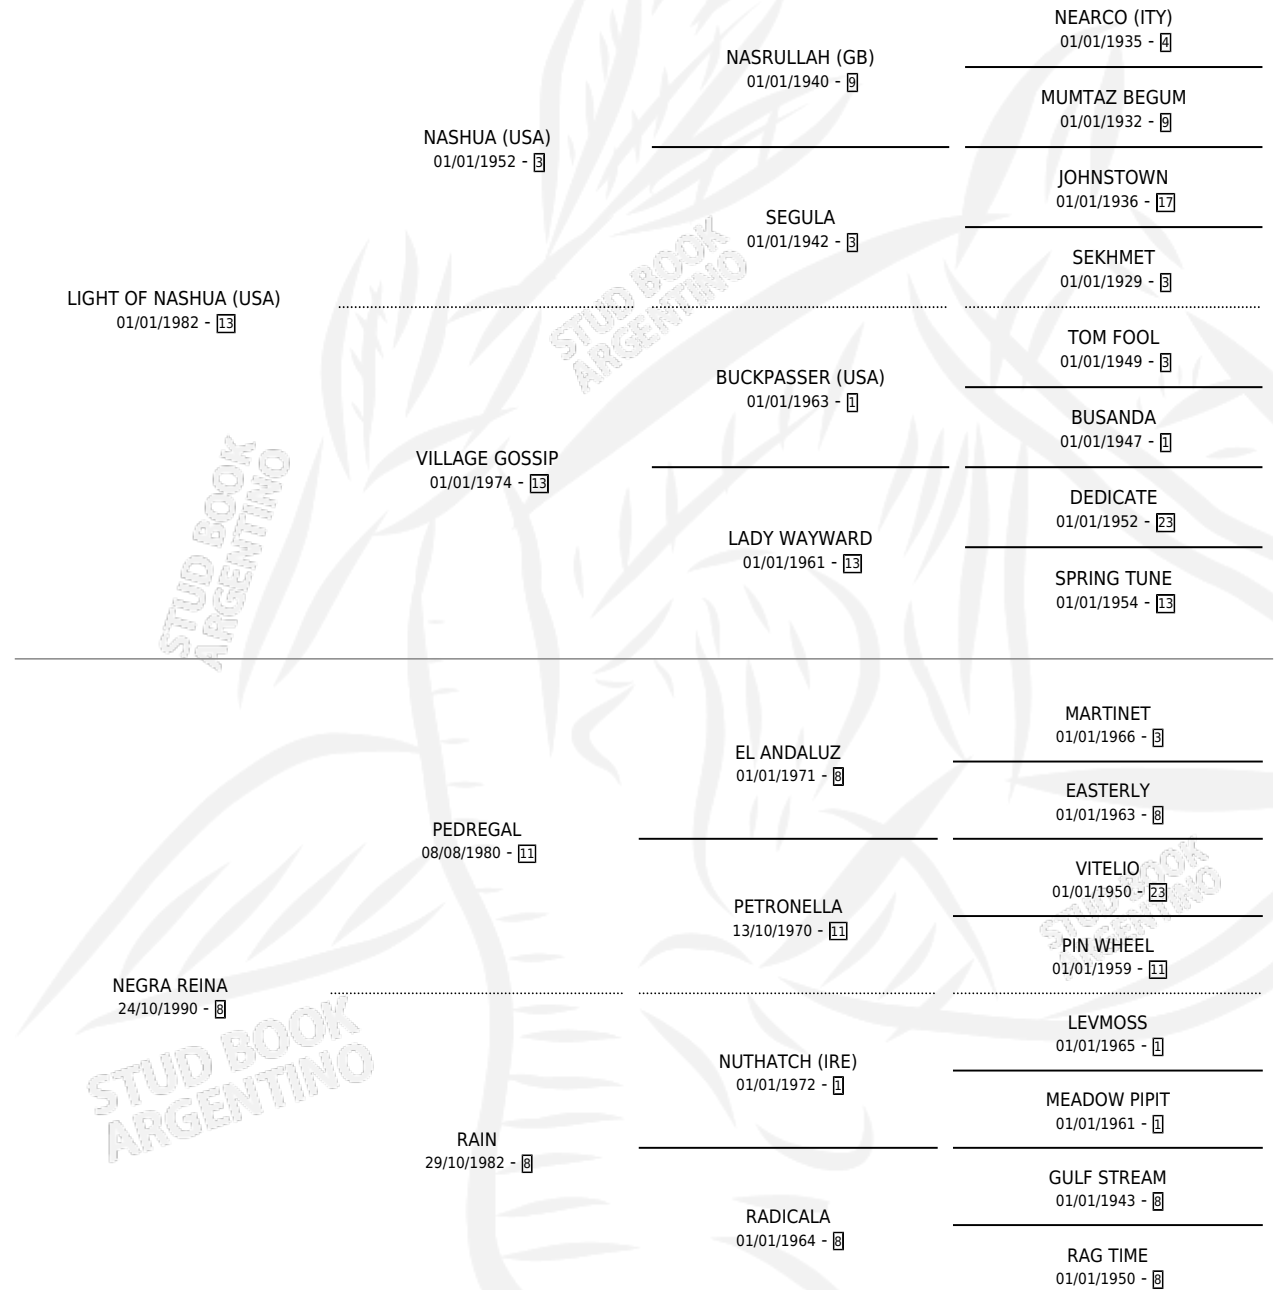 NEARCO (ITY)
01/01/1935 - 4
NASRULLAH (GB)
01/01/1940 - 9
MUMTAZ BEGUM
01/01/1932 - 9
NASHUA (USA)
01/01/1952 - 3
JOHNSTOWN
01/01/1936 - 17
SEGULA
01/01/1942 - 3
SEKHMET
01/01/1929 - 3
LIGHT OF NASHUA (USA)
01/01/1982 - 13
TOM FOOL
01/01/1949 - 3
BUCKPASSER (USA)
01/01/1963 - 1
BUSANDA
01/01/1947 - 1
VILLAGE GOSSIP
01/01/1974 - 13
DEDICATE
01/01/1952 - 23
LADY WAYWARD
01/01/1961 - 13
SPRING TUNE
01/01/1954 - 13
MARTINET
01/01/1966 - 3
EL ANDALUZ
01/01/1971 - 8
EASTERLY
01/01/1963 - 8
PEDREGAL
08/08/1980 - 11
VITELIO
01/01/1950 - 23
PETRONELLA
13/10/1970 - 11
PIN WHEEL
01/01/1959 - 11
NEGRA REINA
24/10/1990 - 8
LEVMOSS
01/01/1965 - 1
NUTHATCH (IRE)
01/01/1972 - 1
MEADOW PIPIT
01/01/1961 - 1
RAIN
29/10/1982 - 8
GULF STREAM
01/01/1943 - 8
RADICALA
01/01/1964 - 8
RAG TIME
01/01/1950 - 8
STUD BOOK
ARGENTINO
STUD BOOK
ARGENTINO
STUD BOOK
ARGENTINO
STUD BOOK
ARGENTINO